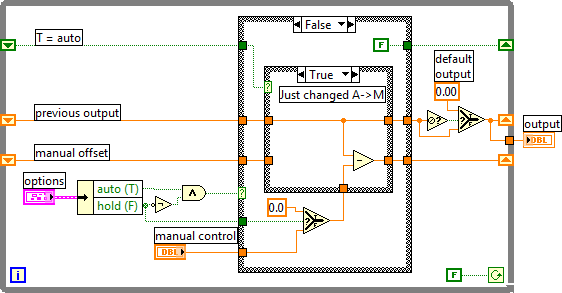 False
T = auto
F
True
default
output
Just changed A->M
0.00
previous output
output
DBL
manual offset
options
auto (T)
hold (F)
0.0
manual control
DBL
i
F